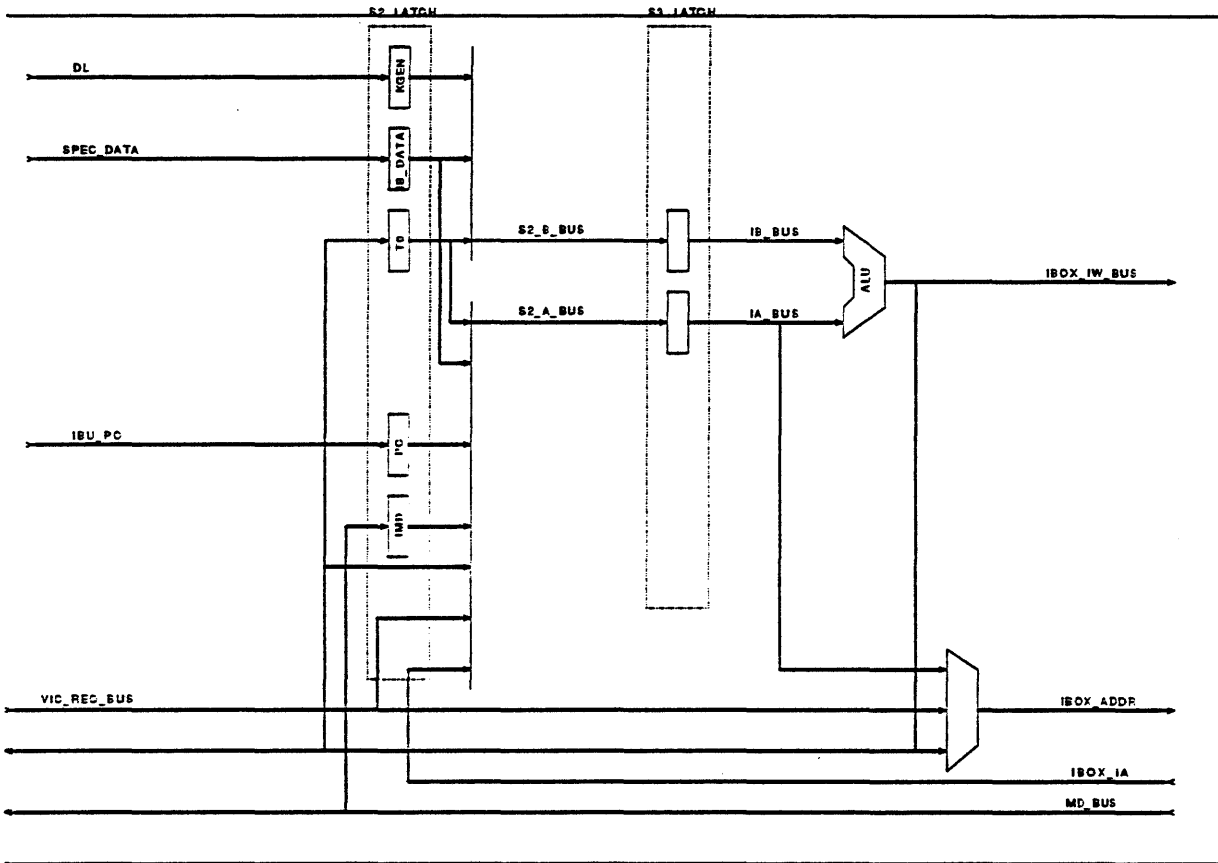 S2_LATCH
S3_LATCH
DL
KGEN
SPEC_DATA
IB_DATA
T0
S2_B_BUS
IB_BUS
ALU
IBOX_IW_BUS
S2_A_BUS
IA_BUS
IBU_PC
PC
IMD
VIC_REQ_BUS
IBOX_ADDR
IBOX_IA
MD_BUS